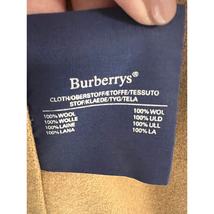 Burberrys®
CLOTH/OBERSTOFF/ETOFFE/TESSUTO
STOF/KLAEDE/TYG/TELA
100% WOOL 100% WOL
100% WOLLE 100% ULD
100% LAINE 100% ULL
100% LANA 100% LA